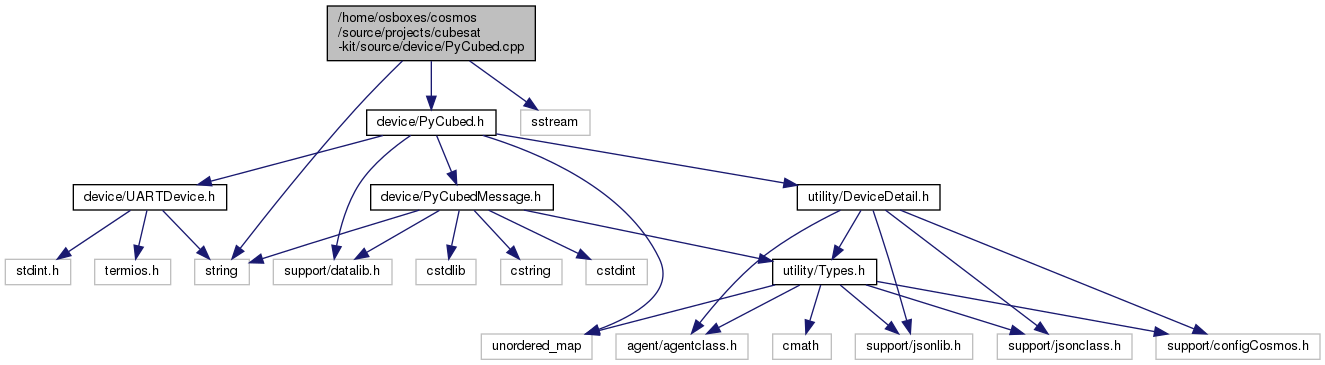 /home/osboxes/cosmos
/source/projects/cubesat
-kit/source/device/PyCubed.cpp
device/PyCubed.h
sstream
device/UARTDevice.h
device/PyCubedMessage.h
utility/DeviceDetail.h
stdint.h
termios.h
string
support/datalib.h
cstdlib
cstring
cstdint
utility/Types.h
unordered_map
agent/agentclass.h
cmath
support/jsonlib.h
support/jsonclass.h
support/configCosmos.h